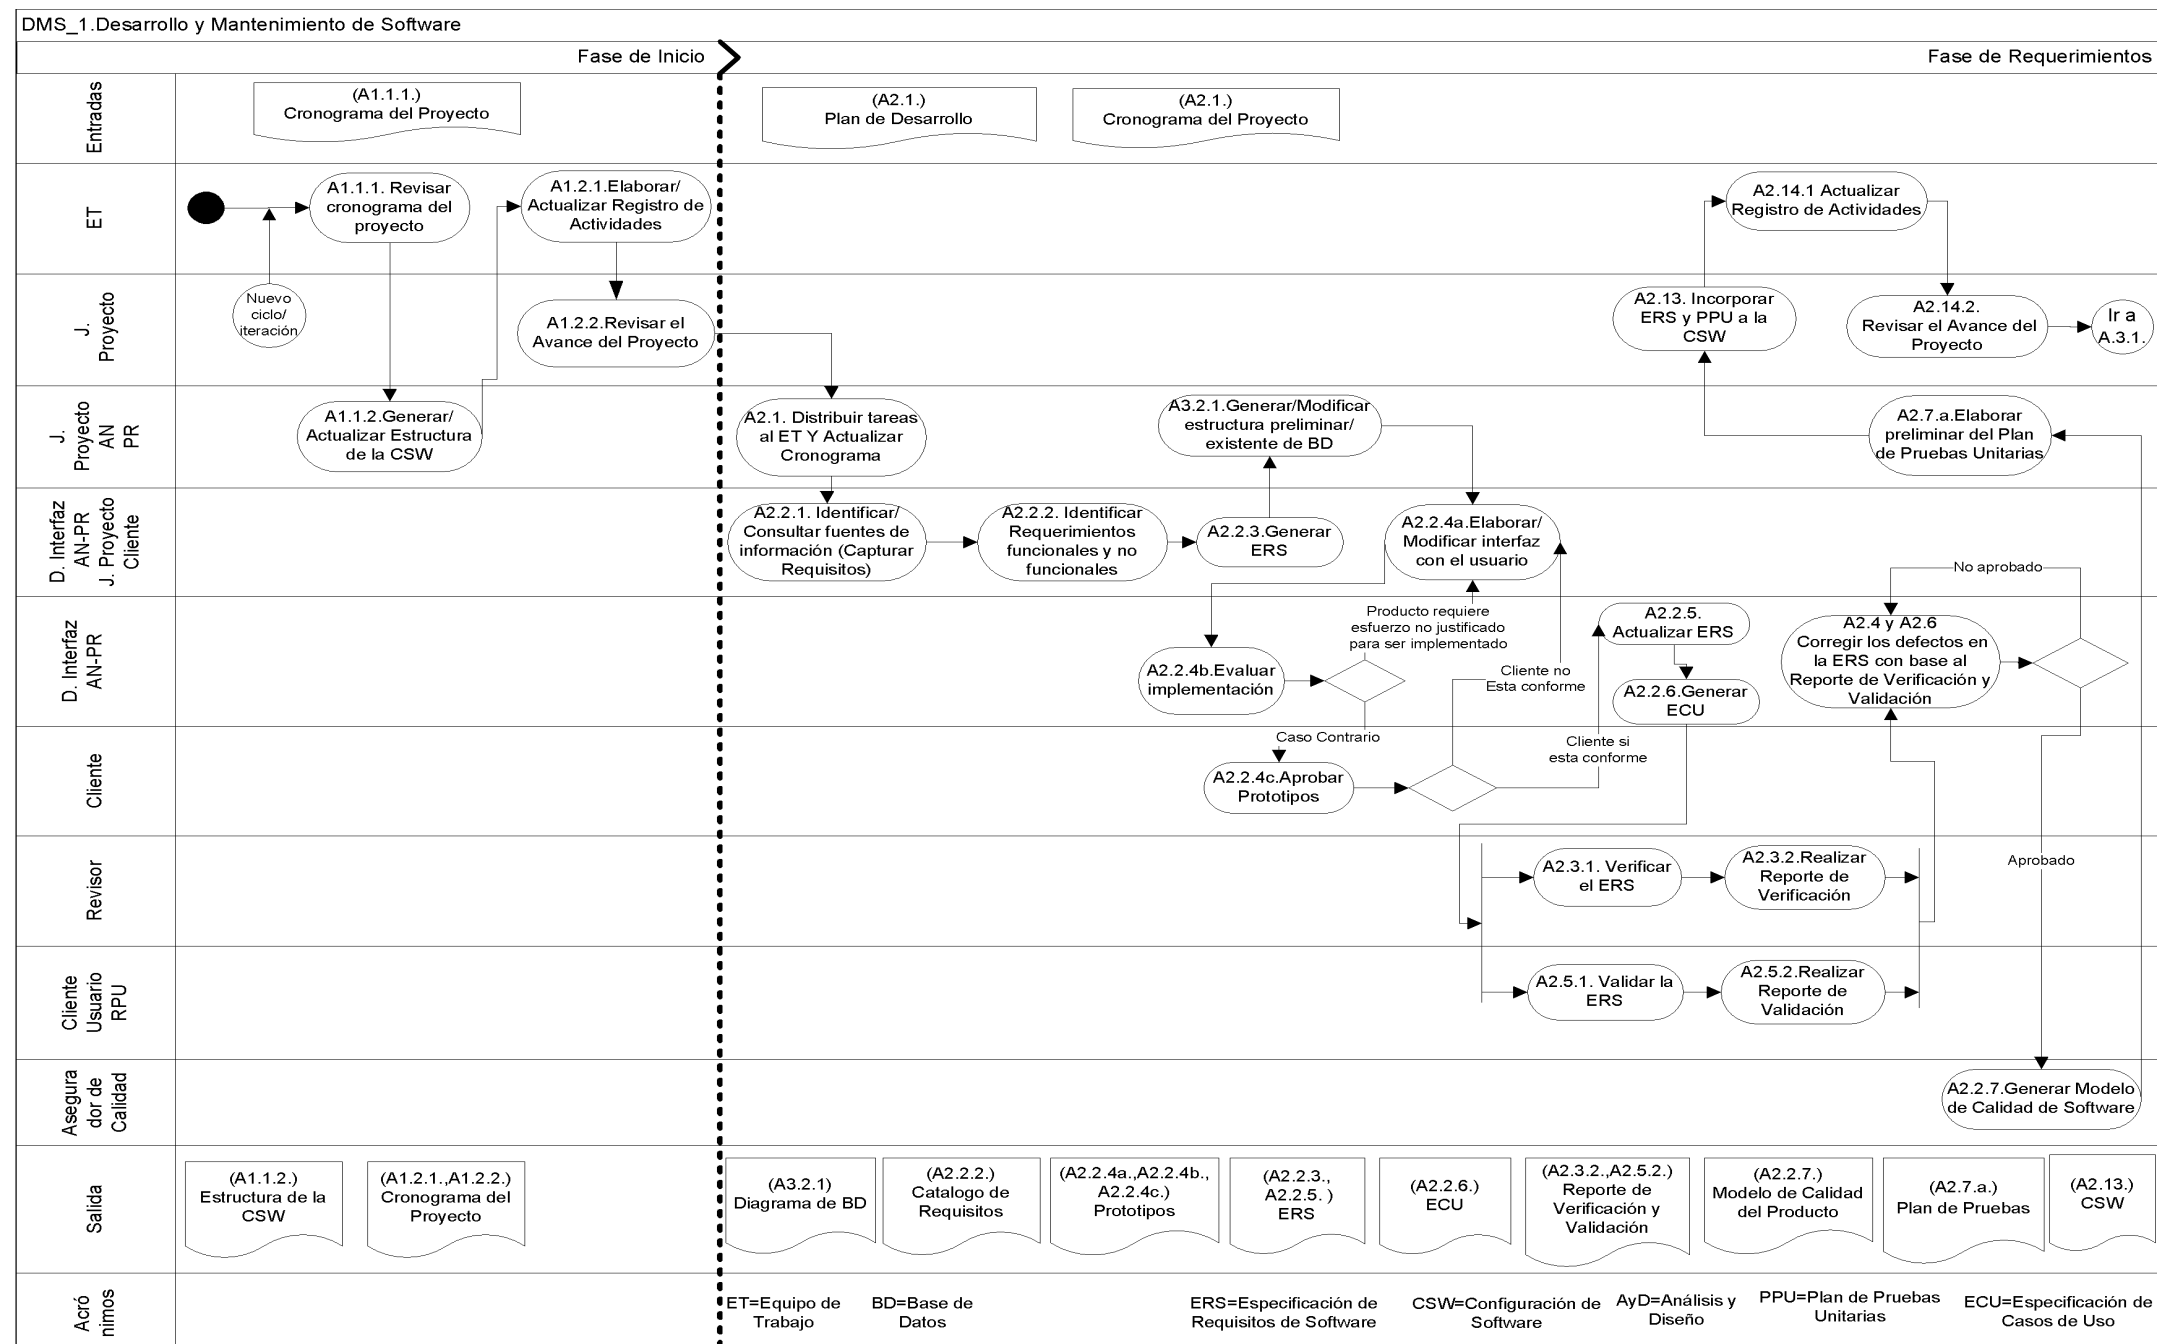 DMS_1.Desarrollo y Mantenimiento de Software
Fase de Inicio
Fase de Requerimientos
Entradas
(A1.1.1.)
Cronograma del Proyecto
(A2.1.)
Plan de Desarrollo
(A2.1.)
Cronograma del Proyecto
ET
A1.1.1. Revisar
cronograma del
proyecto
A1.2.1.Elaborar/
Actualizar Registro de
Actividades
A2.14.1 Actualizar
Registro de Actividades
J.
Proyecto
Nuevo
ciclo/
iteración
A1.2.2.Revisar el
Avance del Proyecto
A2.13. Incorporar
ERS y PPU a la
CSW
A2.14.2.
Revisar el Avance del
Proyecto
Ir a
A.3.1.
J.
Proyecto
AN
PR
A1.1.2.Generar/
Actualizar Estructura
de la CSW
A2.1. Distribuir tareas
al ET Y Actualizar
Cronograma
A3.2.1.Generar/Modificar
estructura preliminar/
existente de BD
A2.7.a.Elaborar
preliminar del Plan
de Pruebas Unitarias
D. Interfaz
AN-PR
J. Proyecto
Cliente
A2.2.1. Identificar/
Consultar fuentes de
información (Capturar
Requisitos)
A2.2.2. Identificar
Requerimientos
funcionales y no
funcionales
A2.2.3.Generar
ERS
A2.2.4a.Elaborar/
Modificar interfaz
con el usuario
No aprobado
D. Interfaz
AN-PR
Producto requiere
esfuerzo no justificado
para ser implementado
A2.2.4b.Evaluar
implementación
Cliente no
Esta conforme
A2.2.5.
Actualizar ERS
A2.2.6.Generar
ECU
A2.4 y A2.6
Corregir los defectos en
la ERS con base al
Reporte de Verificación y
Validación
Cliente
Caso Contrario
A2.2.4c.Aprobar
Prototipos
Cliente si
esta conforme
Revisor
A2.3.1. Verificar
el ERS
A2.3.2.Realizar
Reporte de
Verificación
Aprobado
Cliente
Usuario
RPU
A2.5.1. Validar la
ERS
A2.5.2.Realizar
Reporte de
Validación
Asegura
dor de
Calidad
A2.2.7.Generar Modelo
de Calidad de Software
Salida
(A1.1.2.)
Estructura de la
CSW
(A1.2.1.,A1.2.2.)
Cronograma del
Proyecto
(A3.2.1)
Diagrama de BD
(A2.2.2.)
Catalogo de
Requisitos
(A2.2.4a.,A2.2.4b.,
A2.2.4c.)
Prototipos
(A2.2.3.,
A2.2.5. )
ERS
(A2.2.6.)
ECU
(A2.3.2.,A2.5.2.)
Reporte de
Verificación y
Validación
(A2.2.7.)
Modelo de Calidad
del Producto
(A2.7.a.)
Plan de Pruebas
(A2.13.)
CSW
Acró
nimos
ET=Equipo de
Trabajo
BD=Base de
Datos
ERS=Especificación de
Requisitos de Software
CSW=Configuración de
Software
AyD=Análisis y
Diseño
PPU=Plan de Pruebas
Unitarias
ECU=Especificación de
Casos de Uso